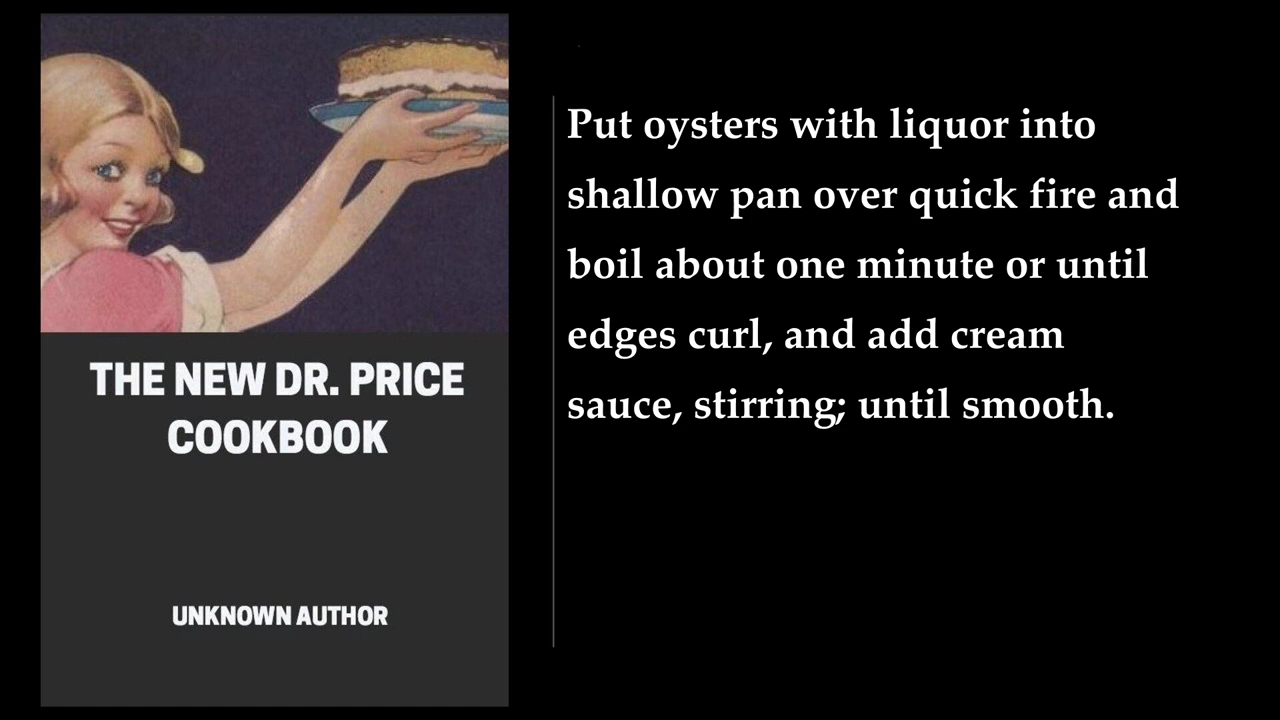 THE NEW DR. PRICE
COOKBOOK
UNKNOWN AUTHOR
Put oysters with liquor into
shallow pan over quick fire and
boil about one minute or until
edges curl, and add cream
sauce, stirring; until smooth.